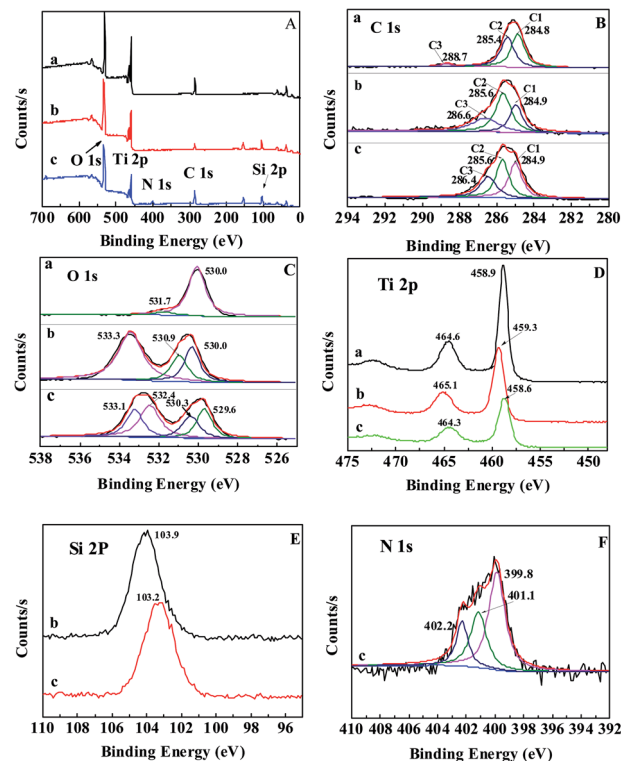 A
a
b
c
O 1s
Ti 2p
N 1s
C 1s
Si 2p
Counts/s
700 600 500 400 300 200 100 0
Binding Energy (eV)
C 1s
B
a
C3
288.7
C2
285.4
C1
284.8
b
C3
286.6
C2
285.6
C1
284.9
c
C3
286.4
C2
285.6
C1
284.9
Counts/s
294 292 290 288 286 284 282 280
Binding Energy (eV)
O 1s
C
a
531.7
530.0
b
533.3
530.9
530.0
c
533.1
532.4
530.3
529.6
Counts/s
538 536 534 532 530 528 526
Binding Energy (eV)
Ti 2p
D
458.9
a
464.6
459.3
b
465.1
458.6
c
464.3
Counts/s
475 470 465 460 455 450
Binding Energy (eV)
Si 2P
E
103.9
b
103.2
c
Counts/s
110 108 106 104 102 100 98 96
Binding Energy (eV)
N 1s
F
399.8
401.1
402.2
c
Counts/s
410 408 406 404 402 400 398 396 394 392
Binding Energy (eV)